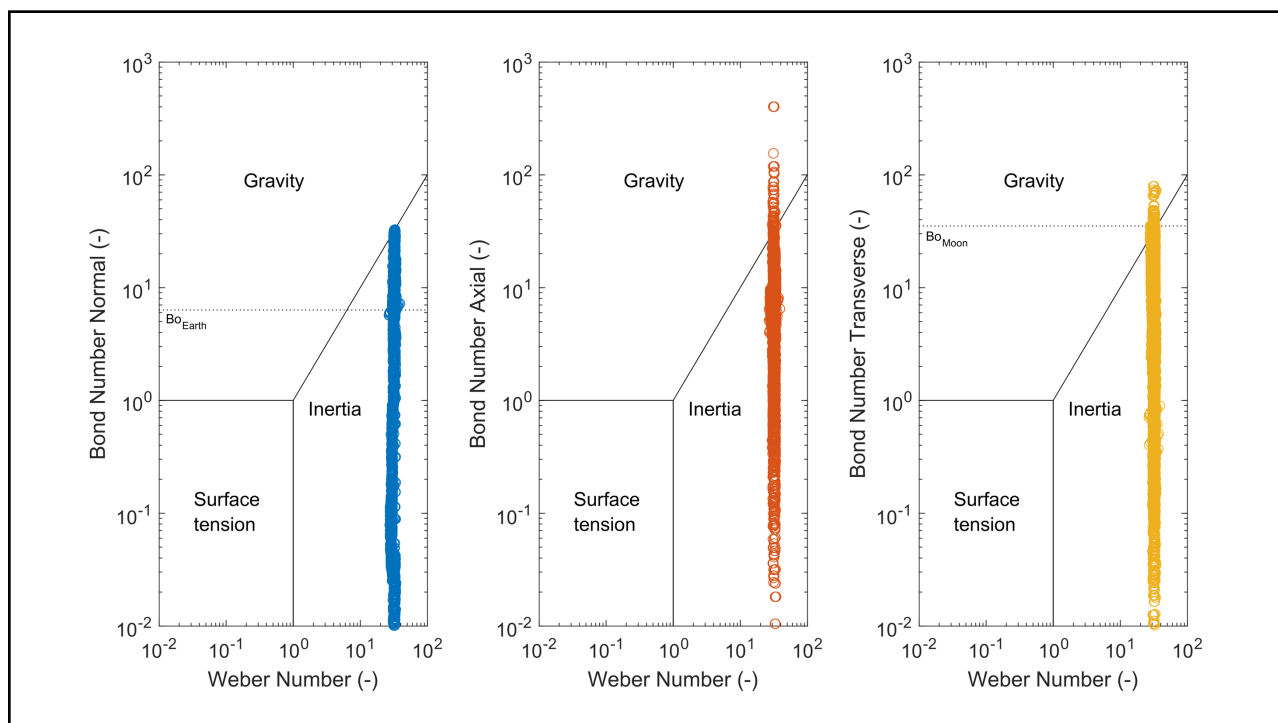 Bond Number Normal (-)
10^3
10^2
10^1
10^0
10^-1
10^-2
Gravity
Bo_Earth
Inertia
Surface
tension
10^-2
10^-1
10^0
10^1
10^2
Weber Number (-)
Bond Number Axial (-)
10^3
10^2
10^1
10^0
10^-1
10^-2
Gravity
Inertia
Surface
tension
10^-2
10^-1
10^0
10^1
10^2
Weber Number (-)
Bond Number Transverse (-)
10^3
10^2
10^1
10^0
10^-1
10^-2
Gravity
Bo_Moon
Inertia
Surface
tension
10^-2
10^-1
10^0
10^1
10^2
Weber Number (-)